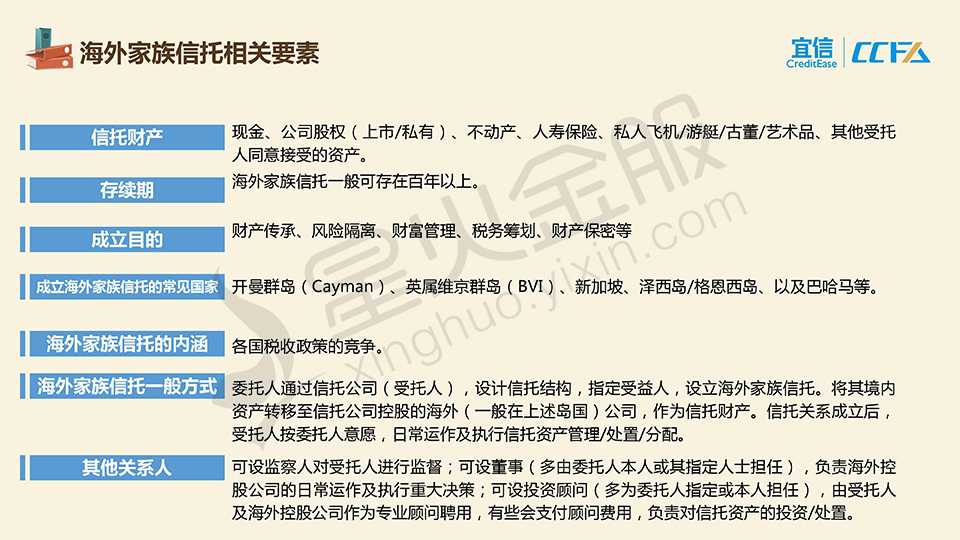 海外家族信托相关要素
宜信
CreditEase
CCFA
信托财产
现金、公司股权（上市/私有）、不动产、人寿保险、私人飞机/游艇/古董/艺术品、其他受托
人同意接受的资产。
存续期
海外家族信托一般可存在百年以上。
成立目的
财产传承、风险隔离、财富管理、税务筹划、财产保密等
成立海外家族信托的常见国家
开曼群岛（Cayman）、英属维京群岛（BVI）、新加坡、泽西岛/格恩西岛、以及巴哈马等。
海外家族信托的内涵
各国税收政策的竞争。
海外家族信托一般方式
委托人通过信托公司（受托人），设计信托结构，指定受益人，设立海外家族信托。将其境内
资产转移至信托公司控股的海外（一般在上述岛国）公司，作为信托财产。信托关系成立后，
受托人按委托人意愿，日常运作及执行信托资产管理/处置/分配。
其他关系人
可设监察人对受托人进行监督；可设董事（多由委托人本人或其指定人士担任），负责海外控
股公司的日常运作及执行重大决策；可设投资顾问（多为委托人指定或本人担任），由受托人
及海外控股公司作为专业顾问聘用，有些会支付顾问费用，负责对信托资产的投资/处置。
星火金服
xinghuo.yixin.com